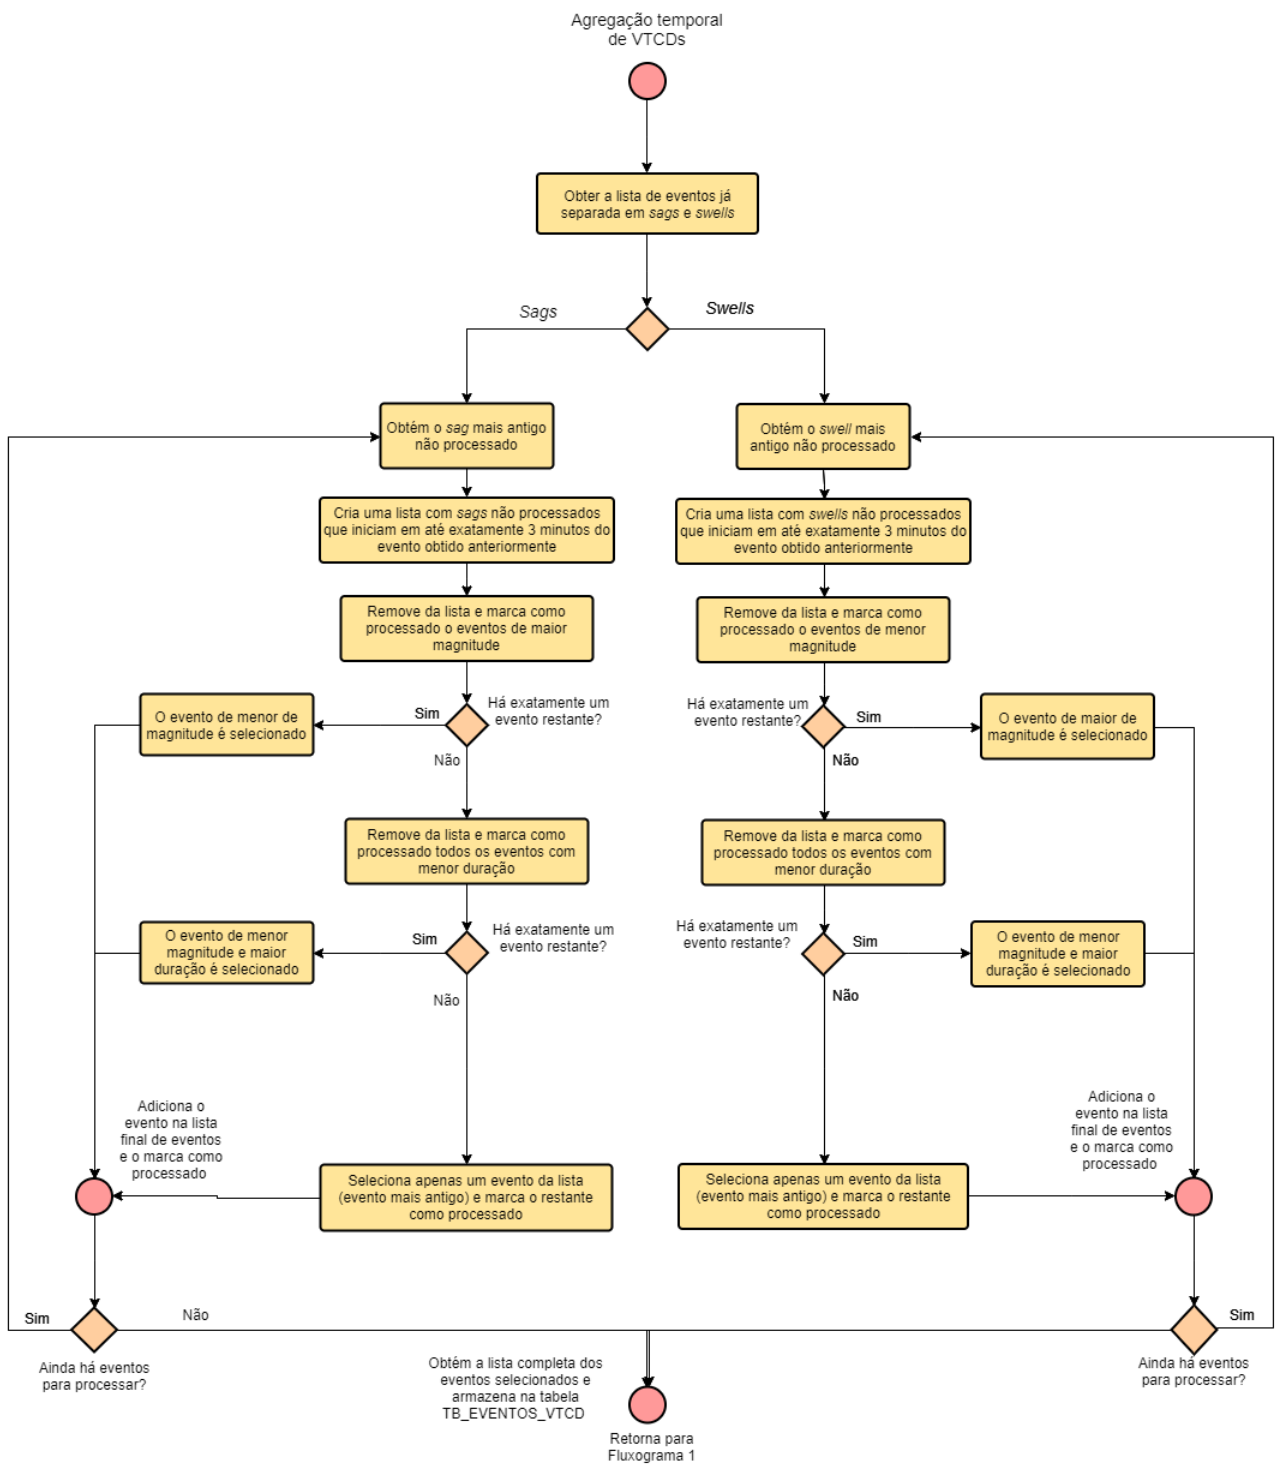 Agregação temporal
de VTCDs
Obter a lista de eventos já
separada em sags e swells
Sags
Swells
Obtém o sag mais antigo
não processado
Cria uma lista com sags não processados
que iniciam em até exatamente 3 minutos do
evento obtido anteriormente
Remove da lista e marca como
processado o eventos de maior
magnitude
Há exatamente um
evento restante?
Sim
Não
O evento de menor de
magnitude é selecionado
Remove da lista e marca como
processado todos os eventos com
menor duração
Há exatamente um
evento restante?
Sim
Não
O evento de menor
magnitude e maior
duração é selecionado
Adiciona o
evento na lista
final de eventos
e o marca como
processado
Seleciona apenas um evento da lista
(evento mais antigo) e marca o restante
como processado
Sim
Não
Ainda há eventos
para processar?
Obtém o swell mais
antigo não processado
Cria uma lista com swells não processados
que iniciam em até exatamente 3 minutos do
evento obtido anteriormente
Remove da lista e marca como
processado o eventos de menor
magnitude
Há exatamente um
evento restante?
Sim
Não
O evento de maior de
magnitude é selecionado
Remove da lista e marca como
processado todos os eventos com
menor duração
Há exatamente um
evento restante?
Sim
Não
O evento de menor
magnitude e maior
duração é selecionado
Adiciona o
evento na lista
final de eventos
e o marca como
processado
Seleciona apenas um evento da lista
(evento mais antigo) e marca o restante
como processado
Sim
Ainda há eventos
para processar?
Obtém a lista completa dos
eventos selecionados e
armazena na tabela
TB_EVENTOS_VTCD
Retorna para
Fluxograma 1